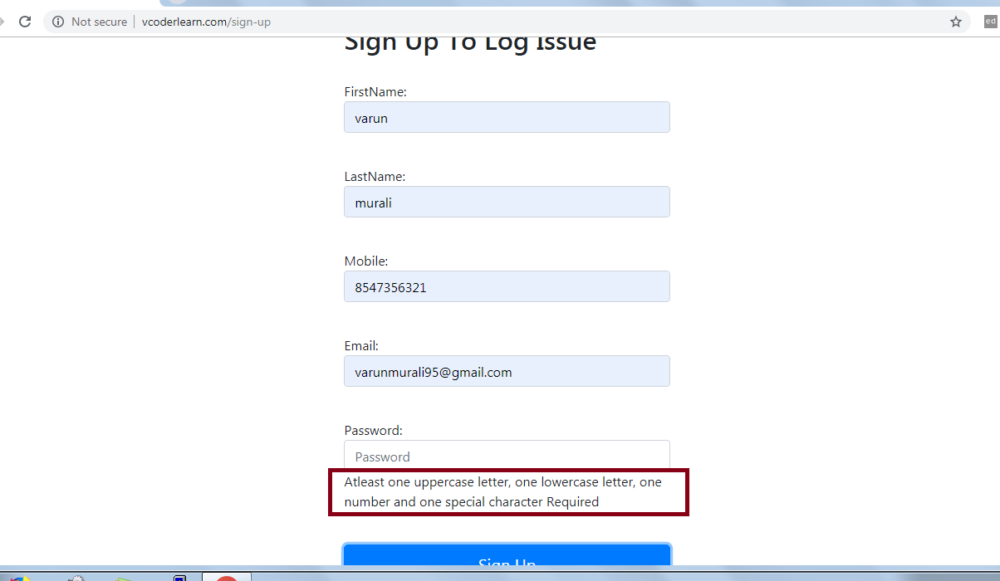 Not secure | vcoderlearn.com/sign-up
ed
Sign Up To Log Issue
FirstName:
varun
LastName:
murali
Mobile:
8547356321
Email:
varunmurali95@gmail.com
Password:
Password
Atleast one uppercase letter, one lowercase letter, one
number and one special character Required
Sign Up